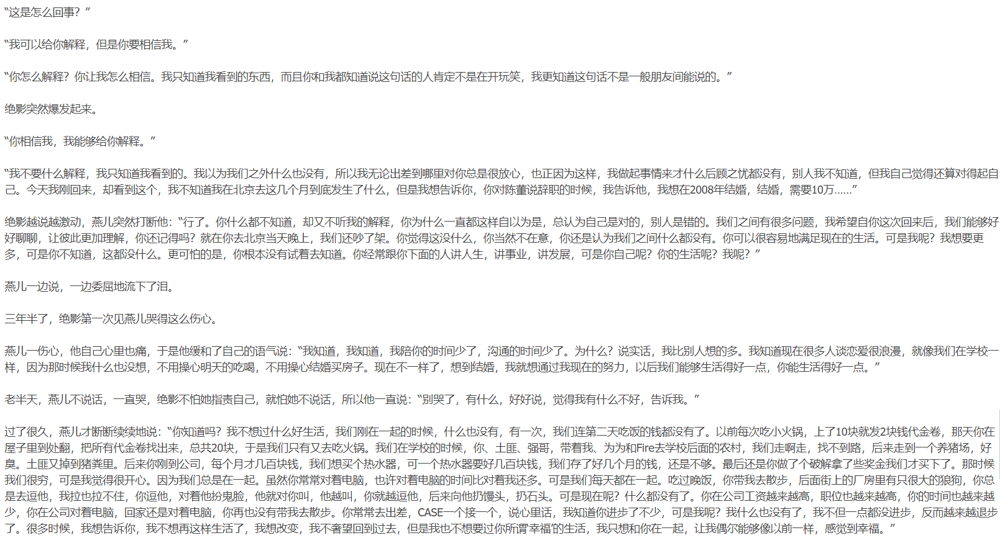 “这是怎么回事？”
“我可以给你解释，但是你要相信我。”
“你怎么解释？你让我怎么相信。我只知道我看到的东西，而且你和我都知道说这句话的人肯定不是在开玩笑，我更知道这句话不是一般朋友间能说的。”
绝影突然爆发起来。
“你相信我，我能够给你解释。”
“我不要什么解释，我只知道我看到的。我以为我们之外什么也没有，所以我无论出差到哪里对你总是很放心，也正因为这样，我做起事情来才什么后顾之忧都没有，别人我不知道，但我自己觉得还算对得起自
己。今天我刚回来，却看到这个，我不知道我在北京去这几个月到底发生了什么，但是我想告诉你，你对陈董说辞职的时候，我告诉他，我想在2008年结婚，结婚，需要10万……”
绝影越说越激动，燕儿突然打断他：“行了。你什么都不知道，却又不听我的解释，你为什么一直都这样自以为是，总认为自己是对的，别人是错的。我们之间有很多问题，我希望自你这次回来后，我们能够好
好聊聊，让彼此更加理解，你还记得吗？就在你去北京当天晚上，我们还吵了架。你觉得这没什么，你当然不在意，你还是认为我们之间什么都没有。你可以很容易地满足现在的生活。可是我呢？我想要更
多，可是你不知道，这都没什么。更可怕的是，你根本没有试着去知道。你经常跟你下面的人讲人生，讲事业，讲发展，可是你自己呢？你的生活呢？我呢？”
燕儿一边说，一边委屈地流下了泪。
三年半了，绝影第一次见燕儿哭得这么伤心。
燕儿一伤心，他自己心里也痛，于是他缓和了自己的语气说：“我知道，我知道，我陪你的时间少了，沟通的时间少了。为什么？说实话，我比别人想的多。我知道现在很多人谈恋爱很浪漫，就像我们在学校一
样，因为那时候我什么也没想，不用操心明天的吃喝，不用操心结婚买房子。现在不一样了，想到结婚，我就想通过我现在的努力，以后我们能够生活得好一点，你能生活得好一点。”
老半天，燕儿不说话，一直哭，绝影不怕她指责自己，就怕她不说话，所以他一直说：“别哭了，有什么，好好说，觉得我有什么不好，告诉我。”
过了很久，燕儿才断断续续地说：“你知道吗？我不想过什么好生活，我们刚在一起的时候，什么也没有，有一次，我们连第二天吃饭的钱都没有了。以前每次吃小火锅，上了10块就发2块钱代金卷，那天你在
屋子里到处翻，把所有代金卷找出来，总共20块，于是我们只有又去吃火锅。我们在学校的时候，你、土匪、强哥，带着我、为为和Fire去学校后面的农村，我们走啊走，找不到路，后来走到一个养猪场，好
臭。土匪又掉到猪粪里。后来你刚到公司，每个月才几百块钱，我们想买个热水器，可一个热水器要好几百块钱，我们存了好几个月的钱，还是不够。最后还是你做了个破解拿了些奖金我们才买下了。那时候
我们很穷，可是我觉得很开心。因为我们总是在一起。虽然你常常对着电脑，也许对着电脑的时间比对着我还多。可是我们每天都在一起。吃过晚饭，你带我去散步，后面街上的厂房里有只很大的狼狗，你总
是去逗他，我拉也拉不住，你逗他，对着他扮鬼脸，他就对你叫，他越叫，你就越逗他，后来向他扔馒头，扔石头。可是现在呢？什么都没有了。你在公司工资越来越高，职位也越来越高，你的时间也越来越
少，你在公司对着电脑，回家还是对着电脑，你再也没有带我去散步。你常常去出差，CASE一个接一个，说心里话，我知道你进步了不少，可是我呢？我什么也没有了，我不但一点都没进步，反而越来越退步
了。很多时候，我想告诉你，我不想再这样生活了，我想改变，我不奢望回到过去，但是我也不想要过你所谓‘幸福’的生活，我只想和你在一起，让我偶尔能够像以前一样，感觉到幸福。”